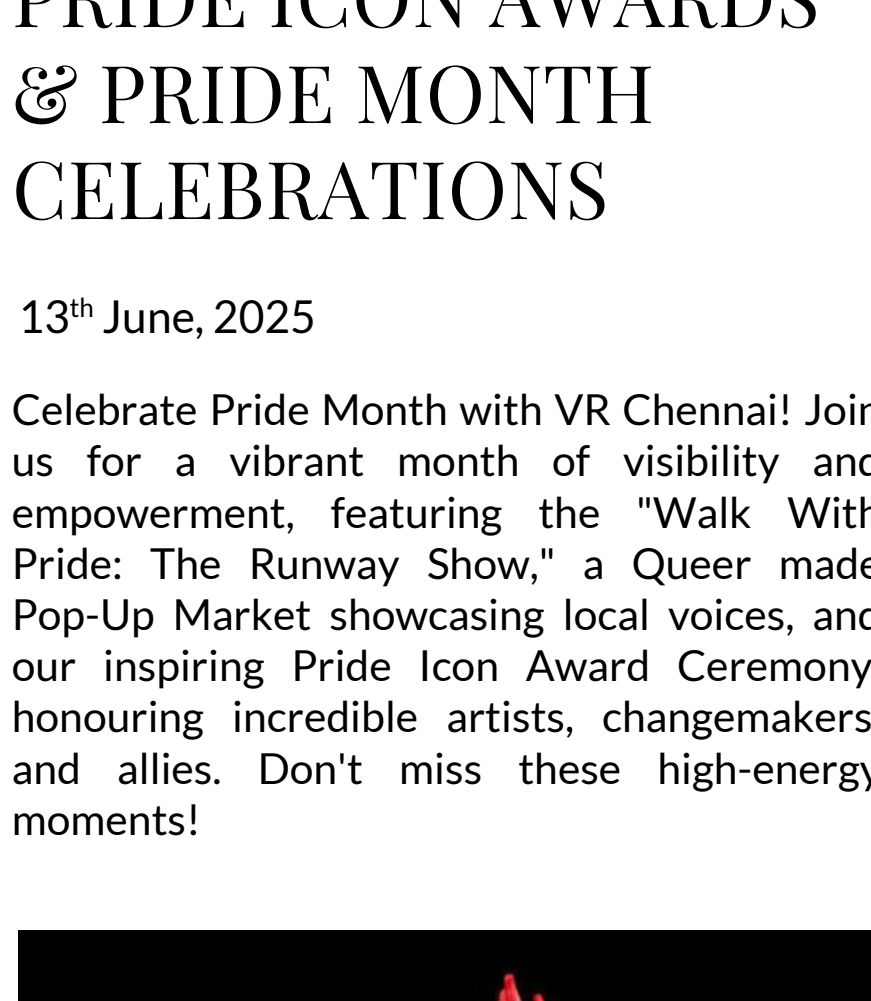 PRIDE ICON AWARDS
& PRIDE MONTH
CELEBRATIONS
13th June, 2025
Celebrate Pride Month with VR Chennai! Join
us for a vibrant month of visibility and
empowerment, featuring the "Walk With
Pride: The Runway Show," a Queer made
Pop-Up Market showcasing local voices, and
our inspiring Pride Icon Award Ceremony
honouring incredible artists, changemakers
and allies. Don't miss these high-energy
moments!